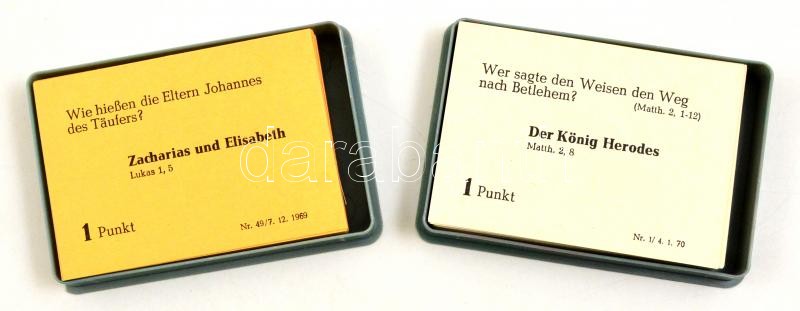 Wie hießen die Eltern Johannes
des Täufers?
Zacharias und Elisabeth
Lukas 1, 5
1 Punkt
Nr. 49/7. 12. 1969
Wer sagte den Weisen den Weg
nach Betlehem?
(Matth. 2, 1-12)
Der König Herodes
Matth. 2, 8
1 Punkt
Nr. 1/ 4. 1. 70